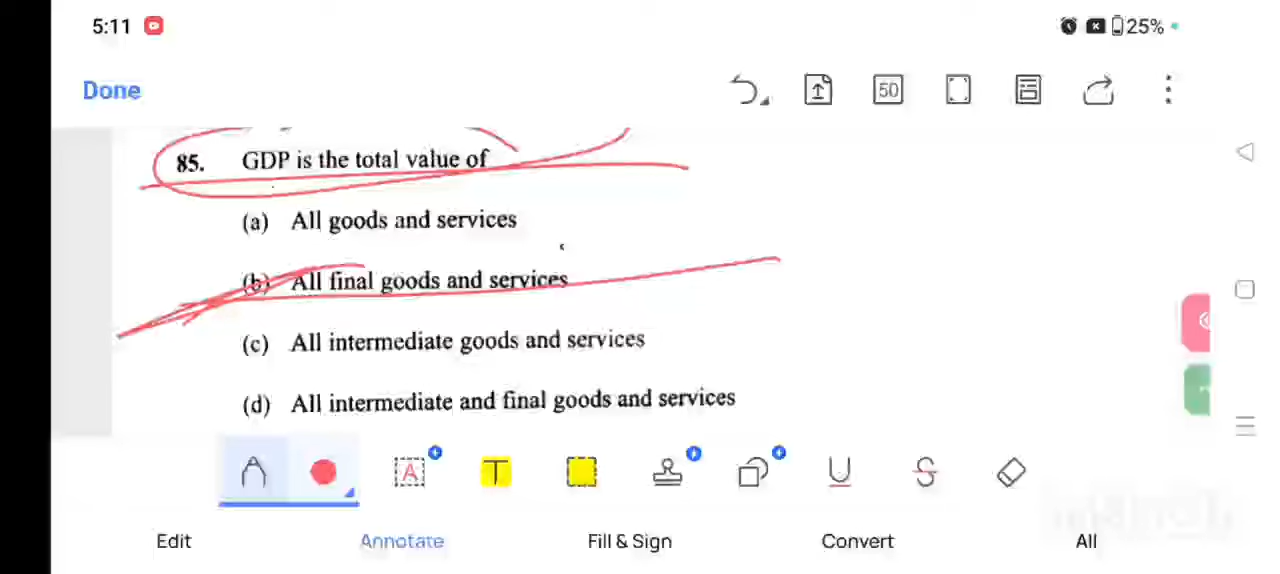 5:11 25%
Done 50
85. GDP is the total value of
(a) All goods and services
(b) All final goods and services
(c) All intermediate goods and services
(d) All intermediate and final goods and services
A T U S
Edit Annotate Fill & Sign Convert All